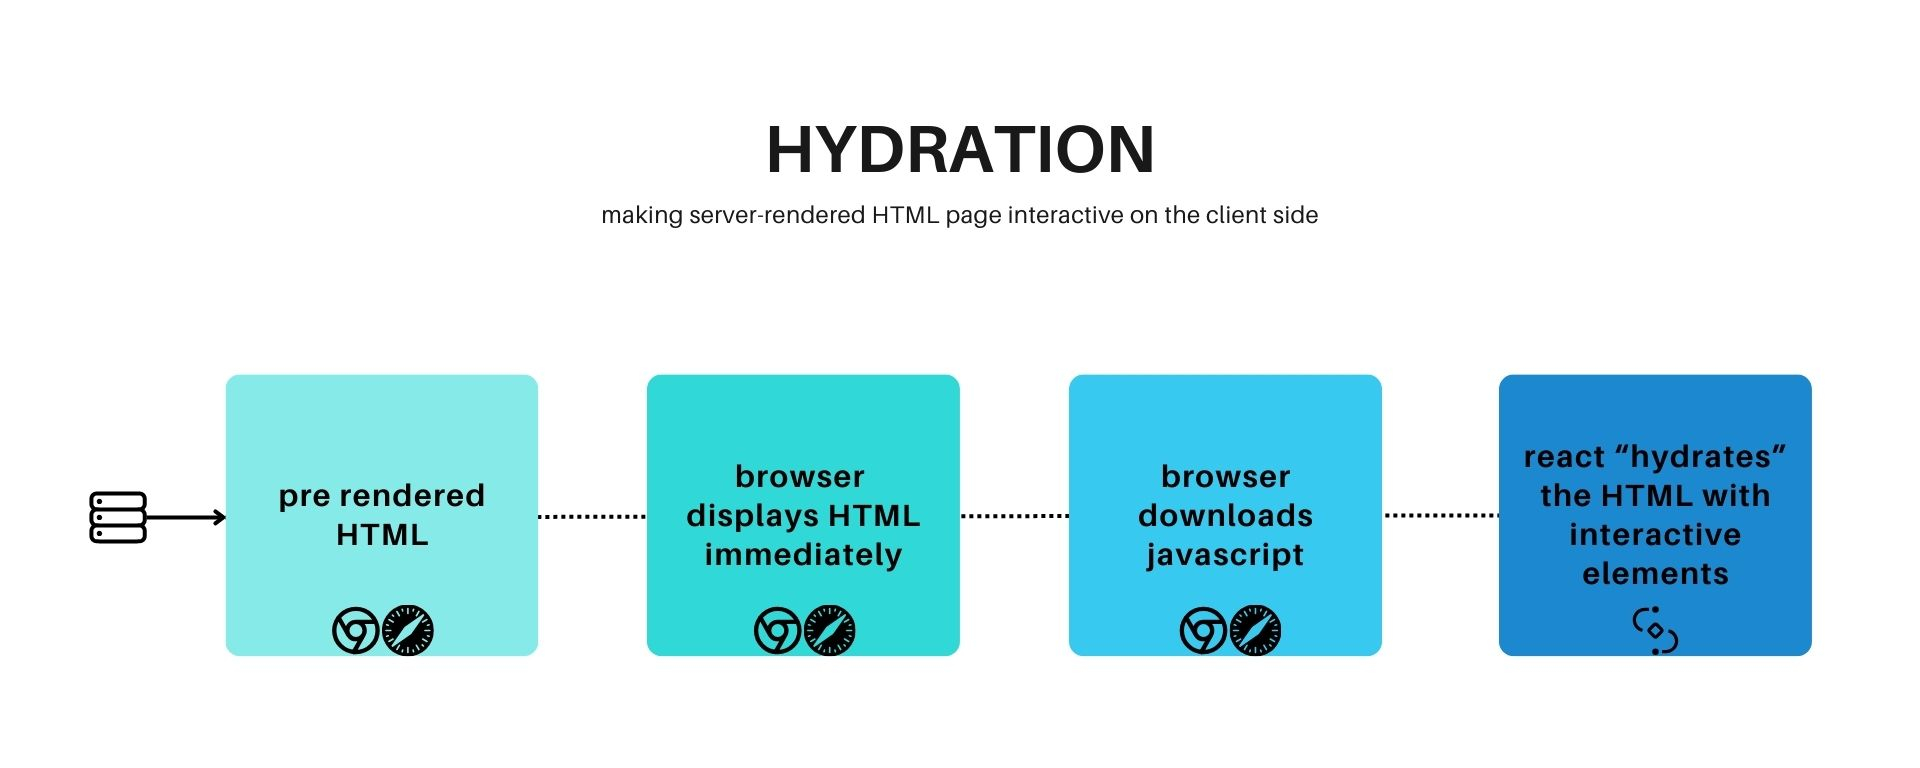 HYDRATION
making server-rendered HTML page interactive on the client side
pre rendered
HTML
browser
displays HTML
immediately
browser
downloads
javascript
react “hydrates”
the HTML with
interactive
elements